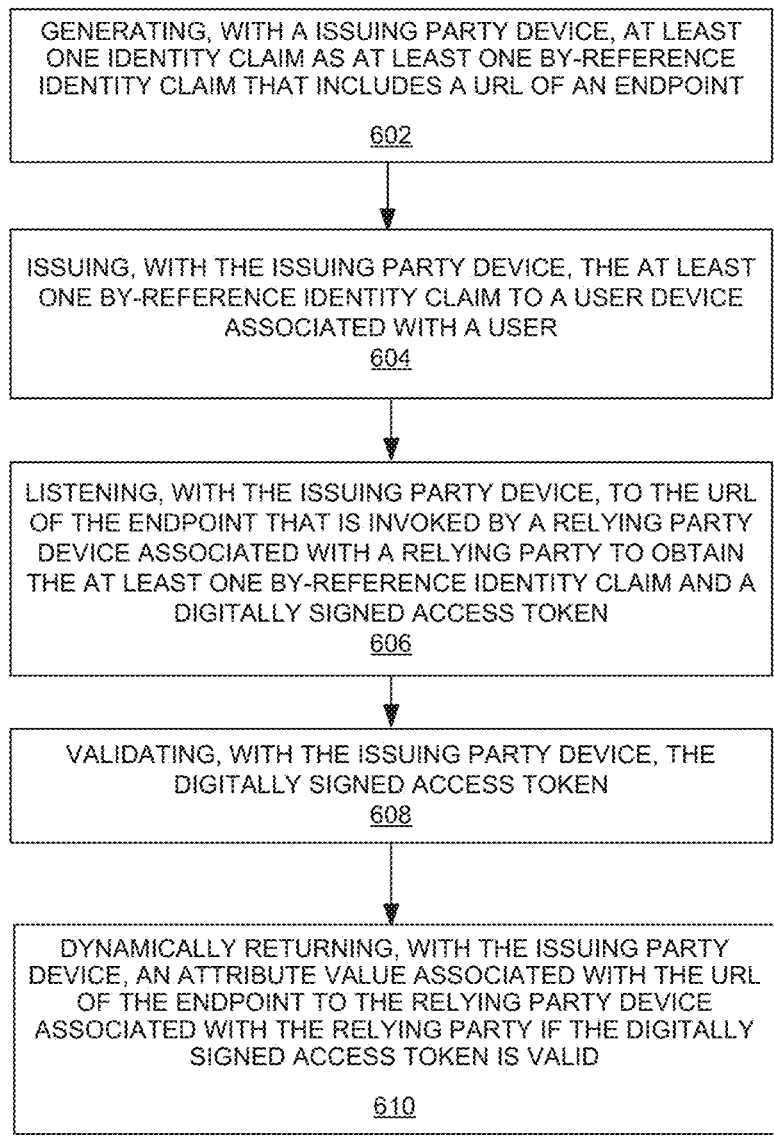 GENERATING, WITH A ISSUING PARTY DEVICE, AT LEAST
ONE IDENTITY CLAIM AS AT LEAST ONE BY-REFERENCE
IDENTITY CLAIM THAT INCLUDES A URL OF AN ENDPOINT
602
ISSUING, WITH THE ISSUING PARTY DEVICE, THE AT LEAST
ONE BY-REFERENCE IDENTITY CLAIM TO A USER DEVICE
ASSOCIATED WITH A USER
604
LISTENING, WITH THE ISSUING PARTY DEVICE, TO THE URL
OF THE ENDPOINT THAT IS INVOKED BY A RELYING PARTY
DEVICE ASSOCIATED WITH A RELYING PARTY TO OBTAIN
THE AT LEAST ONE BY-REFERENCE IDENTITY CLAIM AND A
DIGITALLY SIGNED ACCESS TOKEN
606
VALIDATING, WITH THE ISSUING PARTY DEVICE, THE
DIGITALLY SIGNED ACCESS TOKEN
608
DYNAMICALLY RETURNING, WITH THE ISSUING PARTY
DEVICE, AN ATTRIBUTE VALUE ASSOCIATED WITH THE URL
OF THE ENDPOINT TO THE RELYING PARTY DEVICE
ASSOCIATED WITH THE RELYING PARTY IF THE DIGITALLY
SIGNED ACCESS TOKEN IS VALID
610